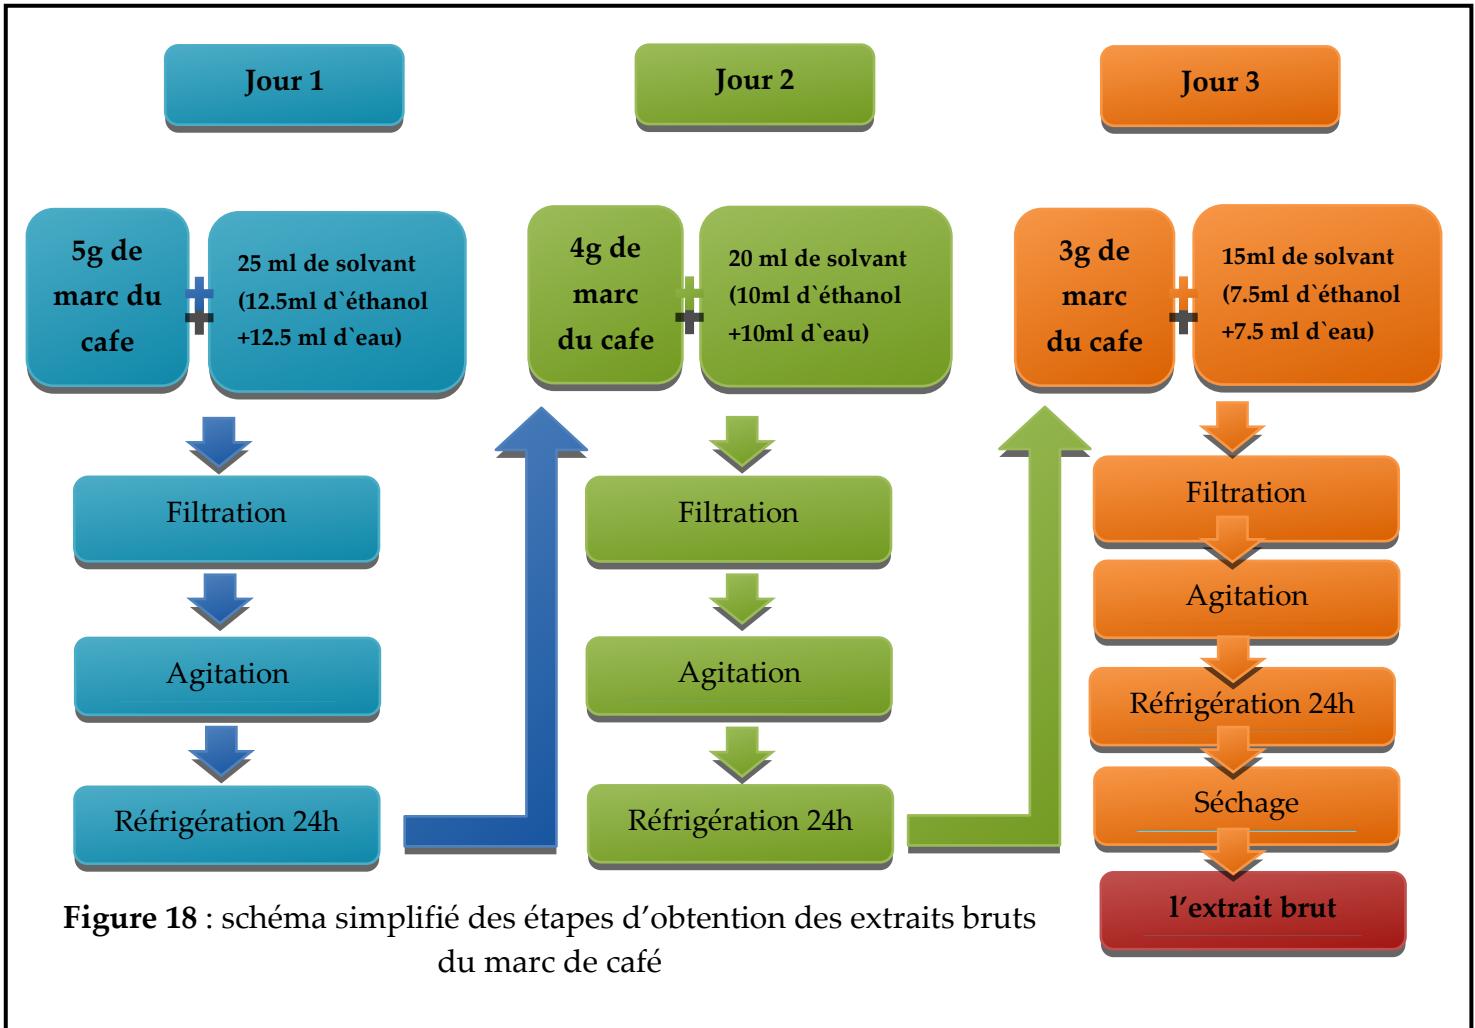 Jour 1
5g de
marc du
cafe
25 ml de solvant
(12.5ml d`éthanol
+12.5 ml d`eau)
Filtration
Agitation
Réfrigération 24h
Jour 2
4g de
marc
du cafe
20 ml de solvant
(10ml d`éthanol
+10ml d`eau)
Filtration
Agitation
Réfrigération 24h
Jour 3
3g de
marc
du cafe
15ml de solvant
(7.5ml d`éthanol
+7.5 ml d`eau)
Filtration
Agitation
Réfrigération 24h
Séchage
l’extrait brut
Figure 18 : schéma simplifié des étapes d’obtention des extraits bruts
du marc de café